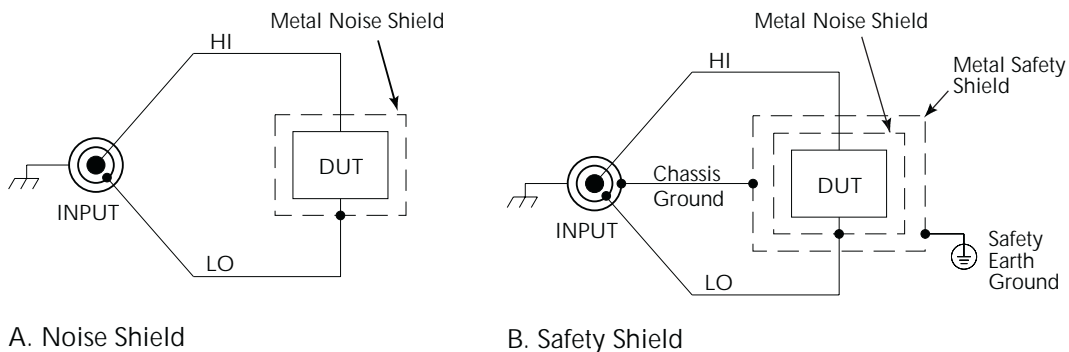 Metal Noise Shield
HI
DUT
INPUT
LO
A. Noise Shield
Metal Noise Shield
HI
Metal Safety
Shield
Chassis
Ground
DUT
INPUT
LO
Safety
Earth
Ground
B. Safety Shield